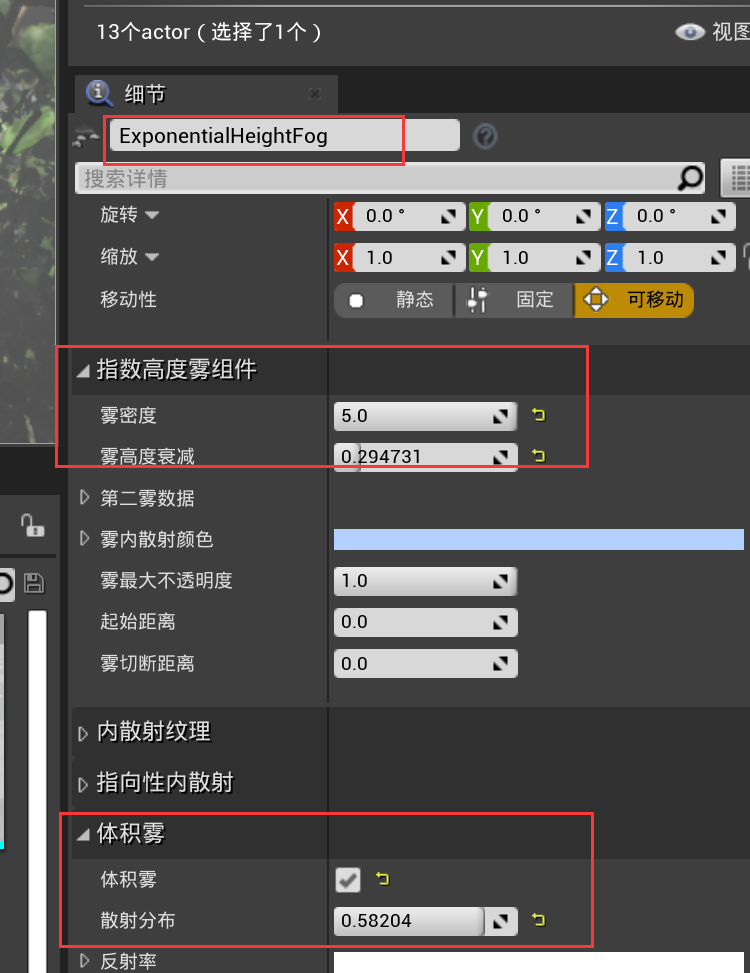 13个actor（选择了1个）
视图
细节
ExponentialHeightFog
搜索详情
旋转 X 0.0 ° Y 0.0 ° Z 0.0 °
缩放 X 1.0 Y 1.0 Z 1.0
移动性 静态 固定 可移动
指数高度雾组件
雾密度 5.0
雾高度衰减 0.294731
第二雾数据
雾内散射颜色
雾最大不透明度 1.0
起始距离 0.0
雾切断距离 0.0
内散射纹理
指向性内散射
体积雾
体积雾
散射分布 0.58204
反射率